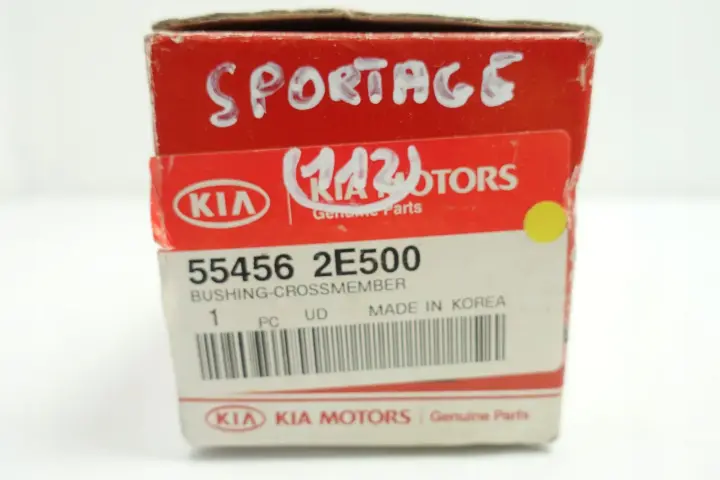 SPORTAGE
(112)
KIA KIA MOTORS
Genuine Parts
55456 2E500
BUSHING-CROSSMEMBER
1 PC UD MADE IN KOREA
KIA KIA MOTORS Genuine Parts